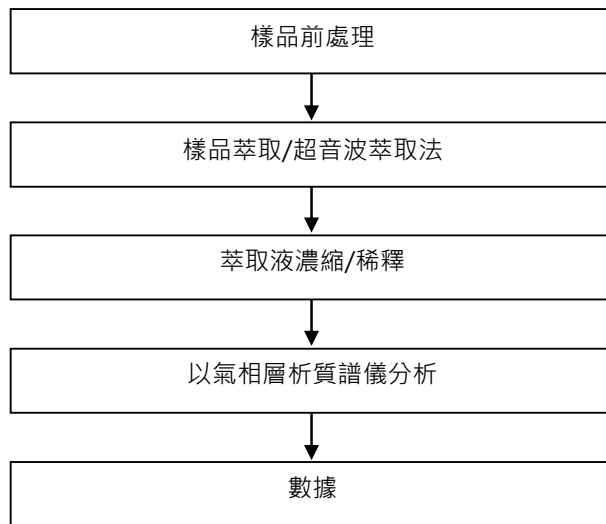 樣品前處理
樣品萃取/超音波萃取法
萃取液濃縮/稀釋
以氣相層析質譜儀分析
數據